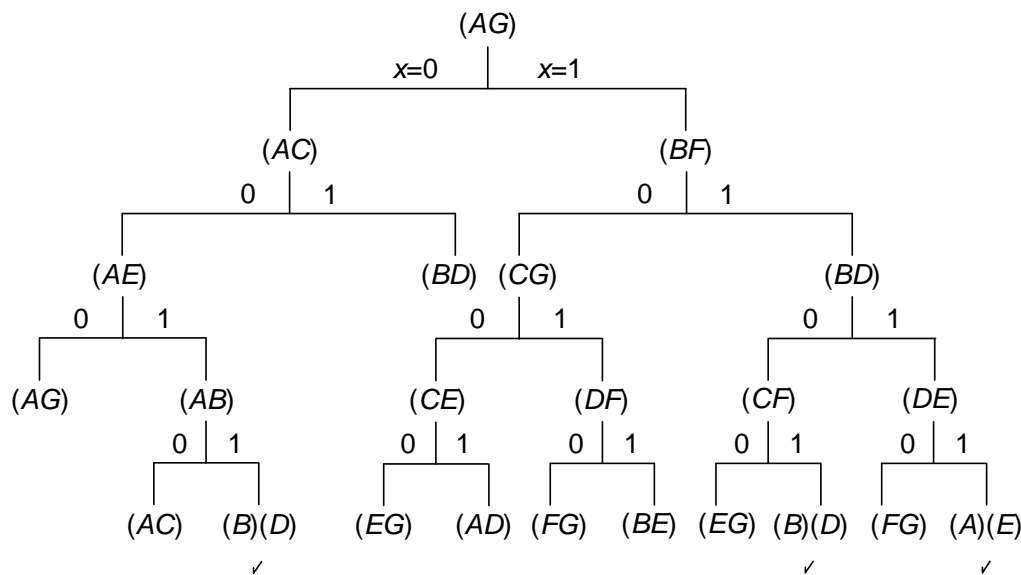 (AG)
x=0 x=1
(AC) (BF)
0 1 0 1
(AE) (BD) (CG) (BD)
0 1 0 1 0 1
(AG) (AB) (CE) (DF) (CF) (DE)
0 1 0 1 0 1 0 1 0 1
(AC) (B)(D) (EG) (AD) (FG) (BE) (EG) (B)(D) (FG) (A)(E)
✓ ✓ ✓